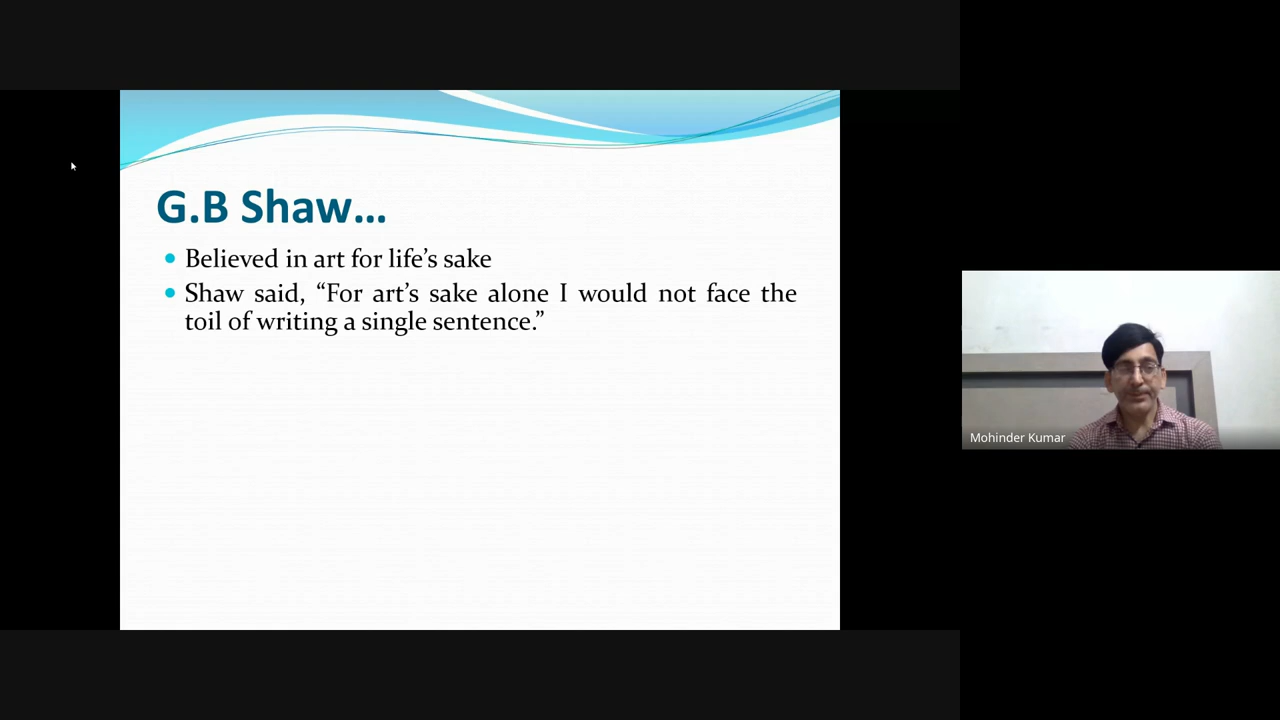 G.B Shaw...
Believed in art for life’s sake
Shaw said, “For art’s sake alone I would not face the
toil of writing a single sentence.”
Mohinder Kumar